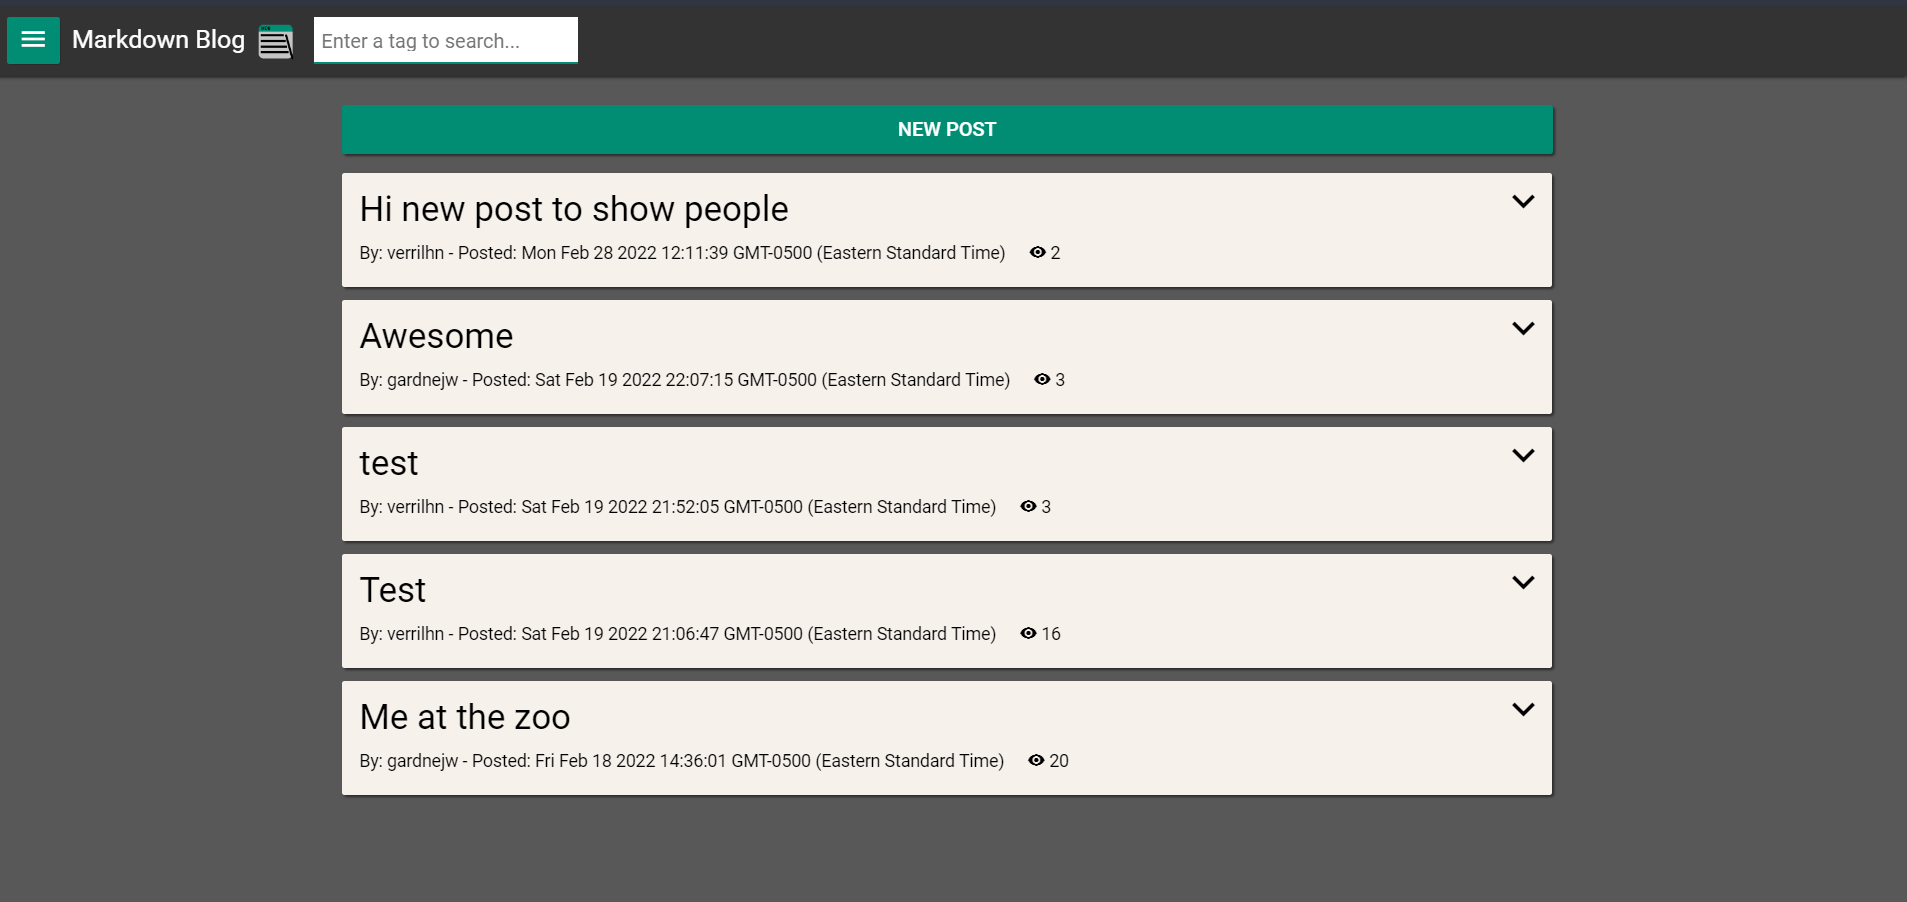 Markdown Blog
Enter a tag to search...
NEW POST
Hi new post to show people
By: verrilhn - Posted: Mon Feb 28 2022 12:11:39 GMT-0500 (Eastern Standard Time) 2
Awesome
By: gardnejw - Posted: Sat Feb 19 2022 22:07:15 GMT-0500 (Eastern Standard Time) 3
test
By: verrilhn - Posted: Sat Feb 19 2022 21:52:05 GMT-0500 (Eastern Standard Time) 3
Test
By: verrilhn - Posted: Sat Feb 19 2022 21:06:47 GMT-0500 (Eastern Standard Time) 16
Me at the zoo
By: gardnejw - Posted: Fri Feb 18 2022 14:36:01 GMT-0500 (Eastern Standard Time) 20